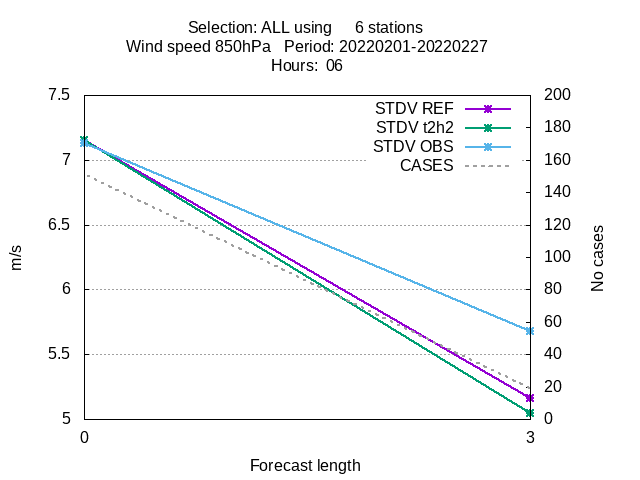 Selection: ALL using 6 stations
Wind speed 850hPa Period: 20220201-20220227
Hours: 06
7.5
7
6.5
6
5.5
5
200
180
160
140
120
100
80
60
40
20
0
STDV REF
STDV t2h2
STDV OBS
CASES
m/s
No cases
0
3
Forecast length